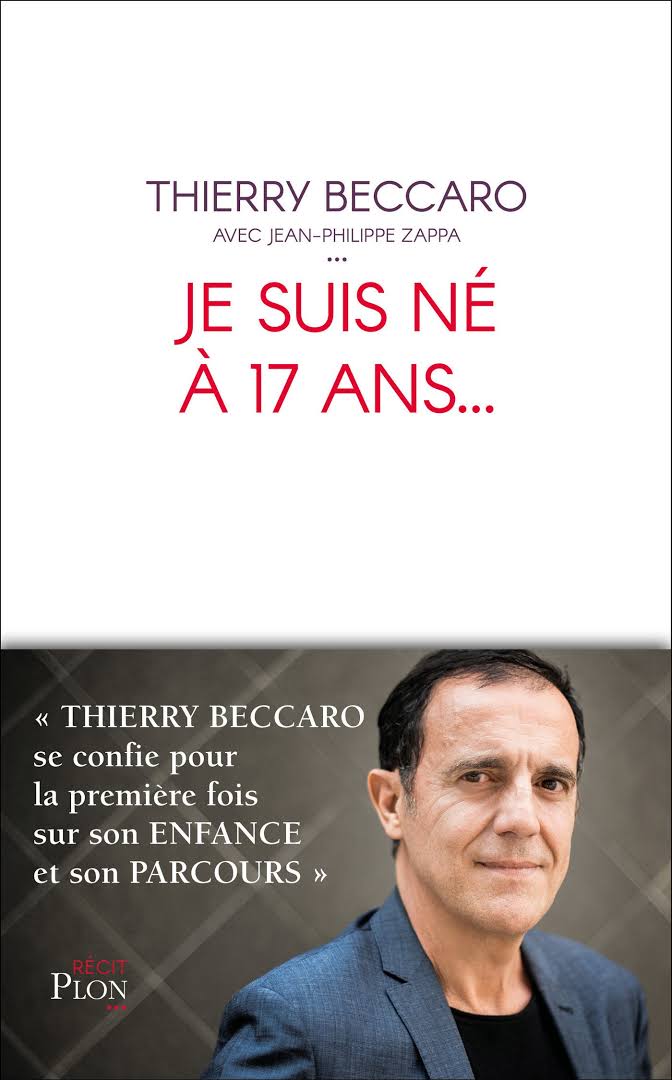 THIERRY BECCARO
AVEC JEAN-PHILIPPE ZAPPA
...
JE SUIS NÉ
À 17 ANS...
« THIERRY BECCARO
se confie pour
la première fois
sur son ENFANCE
et son PARCOURS »
RÉCIT
PLON
...